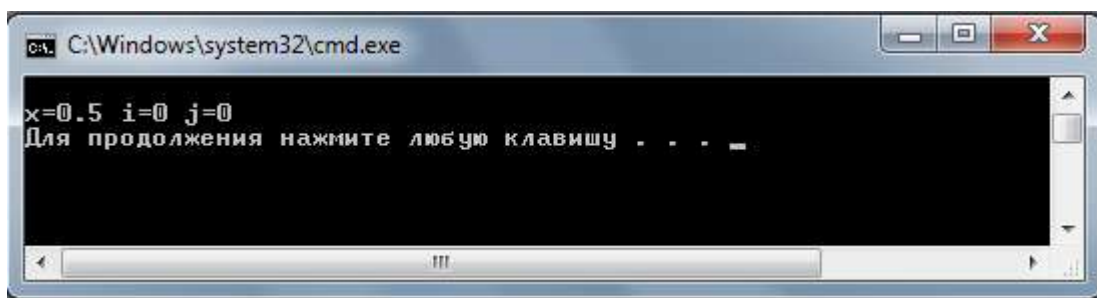 C:\Windows\system32\cmd.exe
x=0.5 i=0 j=0
Для продолжения нажмите любую клавишу . . . _